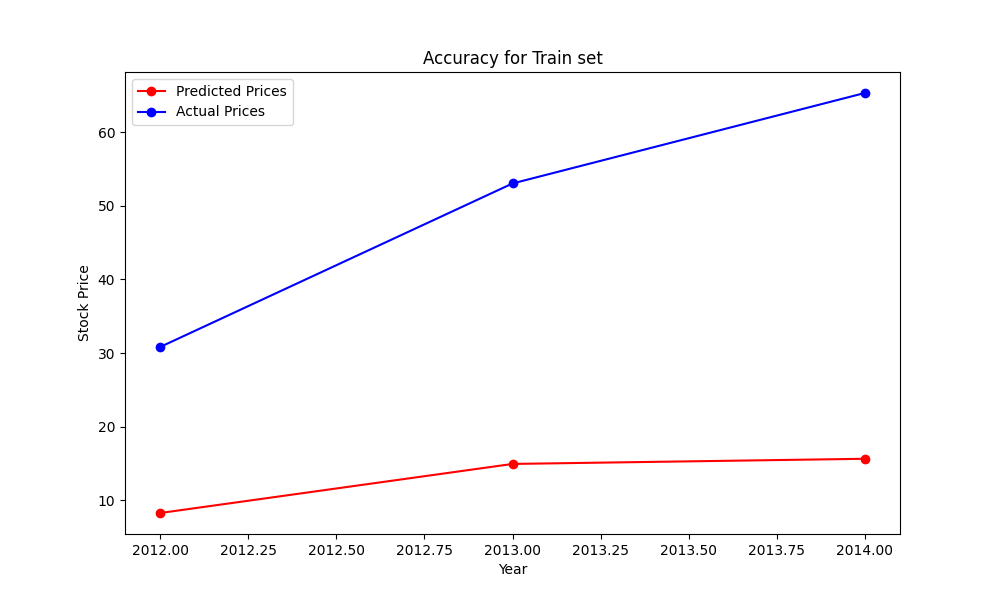 Accuracy for Train set
Predicted Prices
Actual Prices
Stock Price
60
50
40
30
20
10
2012.00 2012.25 2012.50 2012.75 2013.00 2013.25 2013.50 2013.75 2014.00
Year